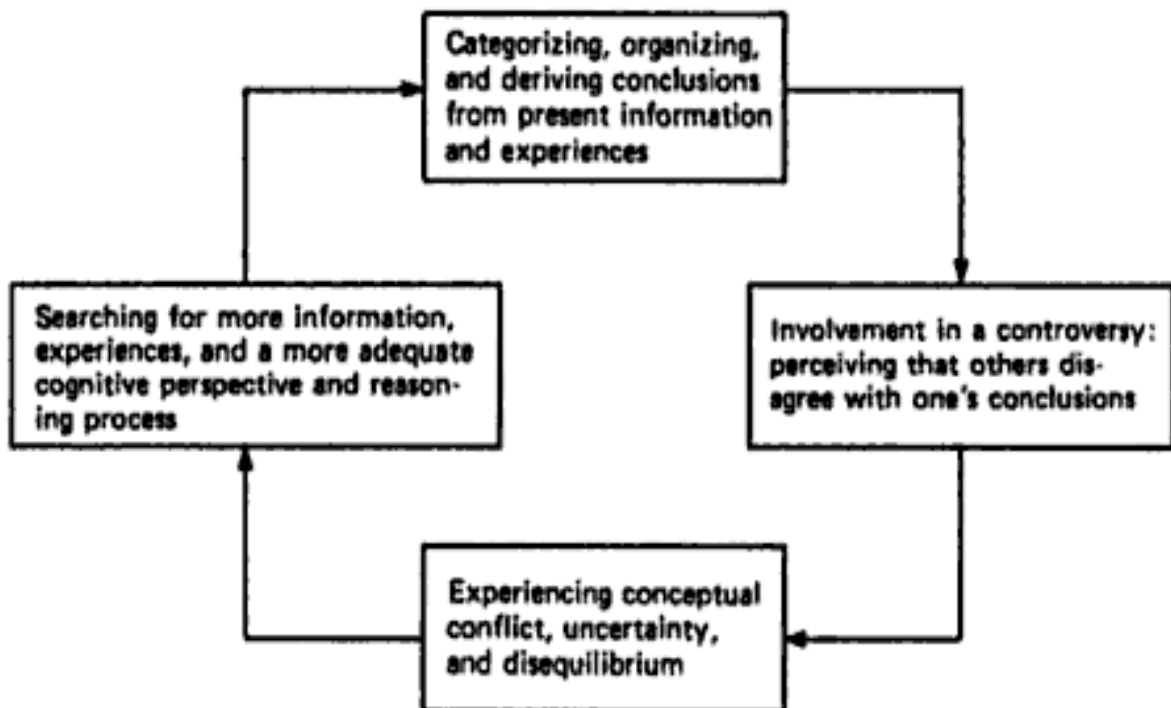 Categorizing, organizing,
and deriving conclusions
from present information
and experiences
Involvement in a controversy:
perceiving that others dis-
agree with one's conclusions
Experiencing conceptual
conflict, uncertainty,
and disequilibrium
Searching for more information,
experiences, and a more adequate
cognitive perspective and reason-
ing process